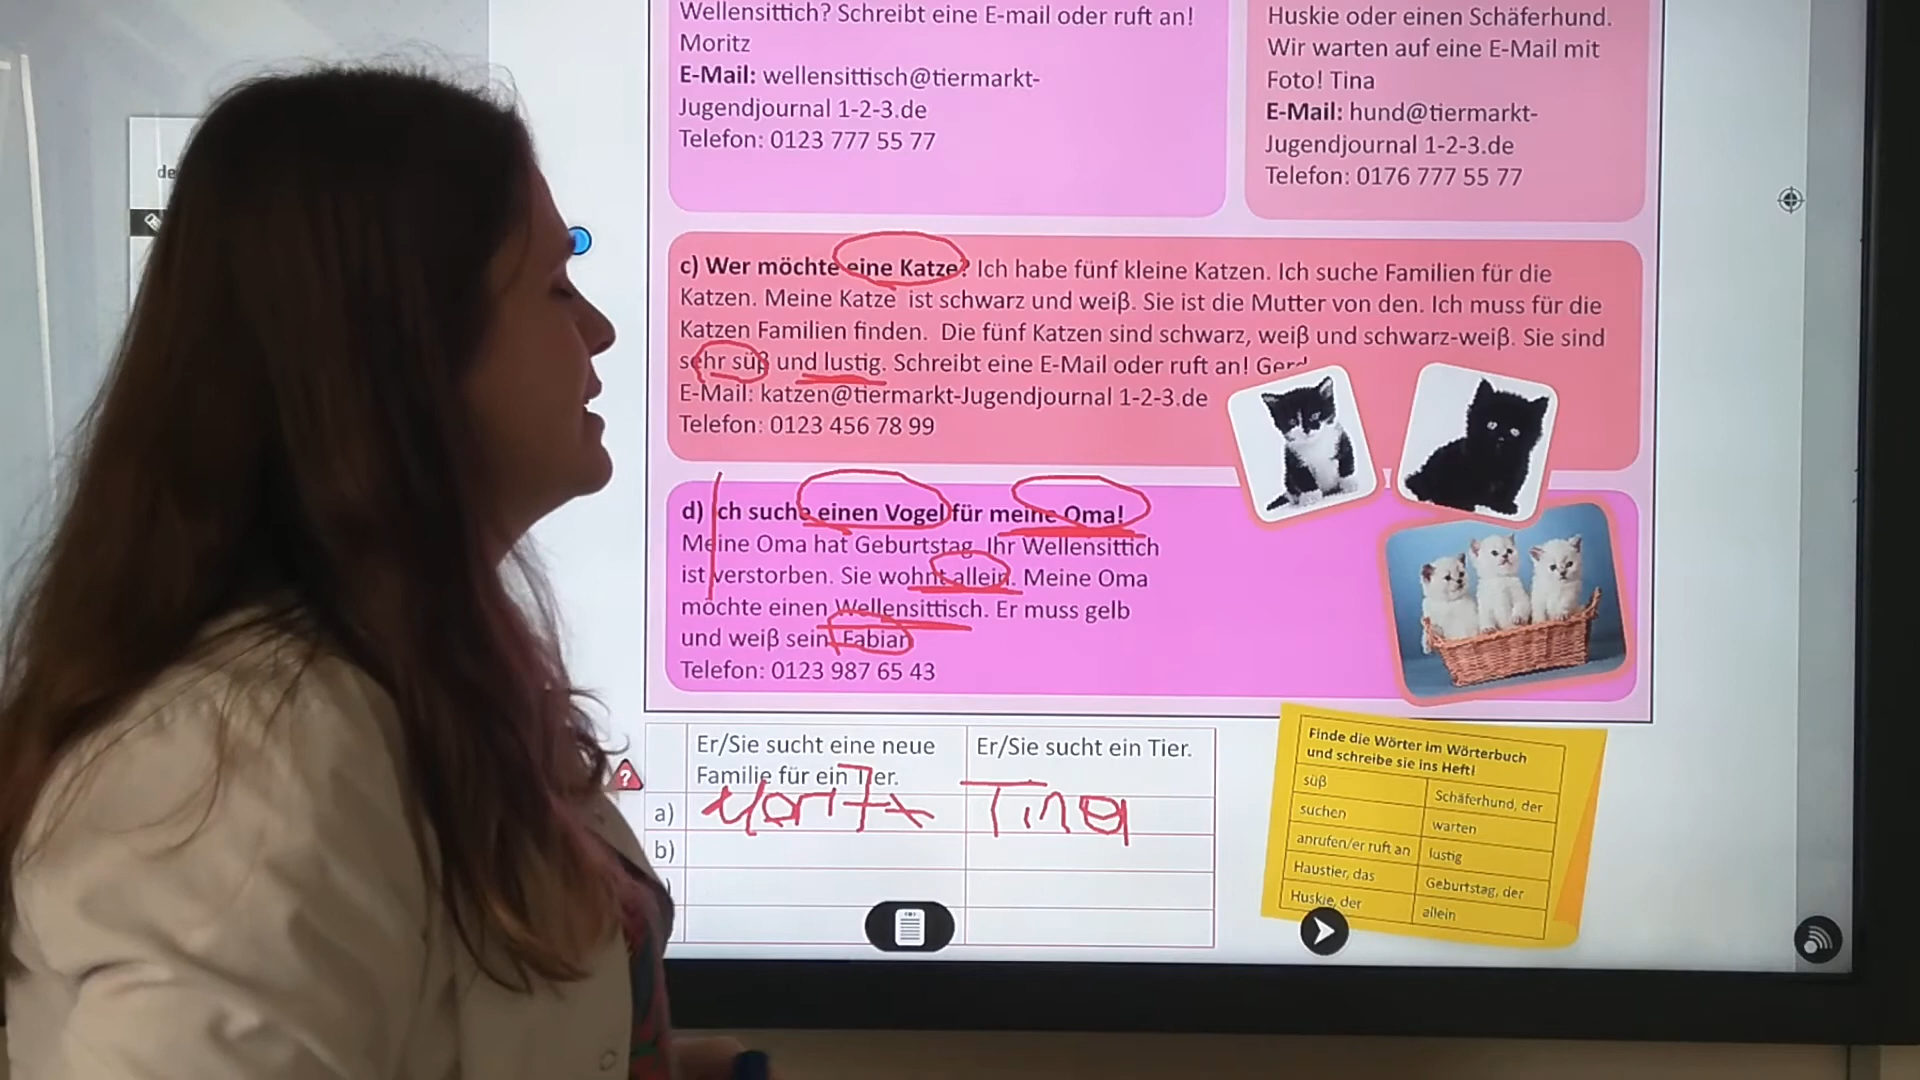 Wellensittich? Schreibt eine E-mail oder ruft an!
Moritz
E-Mail: wellensittisch@tiermarkt-
Jugendjournal 1-2-3.de
Telefon: 0123 777 55 77
Huskie oder einen Schäferhund.
Wir warten auf eine E-Mail mit
Foto! Tina
E-Mail: hund@tiermarkt-
Jugendjournal 1-2-3.de
Telefon: 0176 777 55 77
c) Wer möchte eine Katze? Ich habe fünf kleine Katzen. Ich suche Familien für die
Katzen. Meine Katze ist schwarz und weiß. Sie ist die Mutter von den. Ich muss für die
Katzen Familien finden. Die fünf Katzen sind schwarz, weiß und schwarz-weiß. Sie sind
sehr süß und lustig. Schreibt eine E-Mail oder ruft an! Gerd
E-Mail: katzen@tiermarkt-Jugendjournal 1-2-3.de
Telefon: 0123 456 78 99
d) Ich suche einen Vogel für meine Oma!
Meine Oma hat Geburtstag. Ihr Wellensittich
ist verstorben. Sie wohnt allein. Meine Oma
möchte einen Wellensittisch. Er muss gelb
und weiß sein. Fabian
Telefon: 0123 987 65 43
Er/Sie sucht eine neue
Familie für ein Tier.
Er/Sie sucht ein Tier.
a) Moritz Tina
b)
Finde die Wörter im Wörterbuch
und schreibe sie ins Heft!
süß
Schäferhund, der
suchen
warten
anrufen/er ruft an
lustig
Haustier, das
Geburtstag, der
Huskie, der
allein